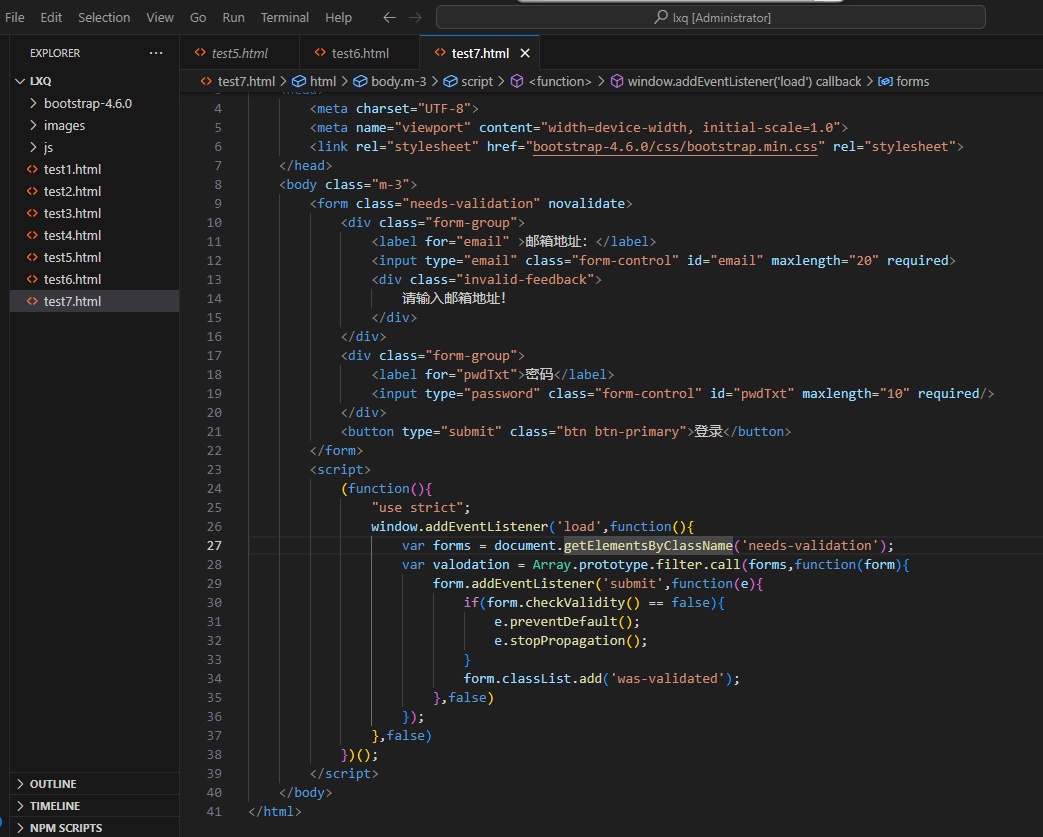 File Edit Selection View Go Run Terminal Help ← → lxq [Administrator]
EXPLORER ...
LXQ
bootstrap-4.6.0
images
js
test1.html
test2.html
test3.html
test4.html
test5.html
test6.html
test7.html
OUTLINE
TIMELINE
NPM SCRIPTS
test5.html test6.html test7.html
test7.html > html > body.m-3 > script > <function> > window.addEventListener('load') callback > forms
4 <meta charset="UTF-8">
5 <meta name="viewport" content="width=device-width, initial-scale=1.0">
6 <link rel="stylesheet" href="bootstrap-4.6.0/css/bootstrap.min.css" rel="stylesheet">
7 </head>
8 <body class="m-3">
9 <form class="needs-validation" novalidate>
10 <div class="form-group">
11 <label for="email" >邮箱地址：</label>
12 <input type="email" class="form-control" id="email" maxlength="20" required>
13 <div class="invalid-feedback">
14 请输入邮箱地址!
15 </div>
16 </div>
17 <div class="form-group">
18 <label for="pwdTxt">密码</label>
19 <input type="password" class="form-control" id="pwdTxt" maxlength="10" required/>
20 </div>
21 <button type="submit" class="btn btn-primary">登录</button>
22 </form>
23 <script>
24 (function(){
25 "use strict";
26 window.addEventListener('load',function(){
27 var forms = document.getElementsByClassName('needs-validation');
28 var valodation = Array.prototype.filter.call(forms,function(form){
29 form.addEventListener('submit',function(e){
30 if(form.checkValidity() == false){
31 e.preventDefault();
32 e.stopPropagation();
33 }
34 form.classList.add('was-validated');
35 },false)
36 });
37 },false)
38 })();
39 </script>
40 </body>
41 </html>